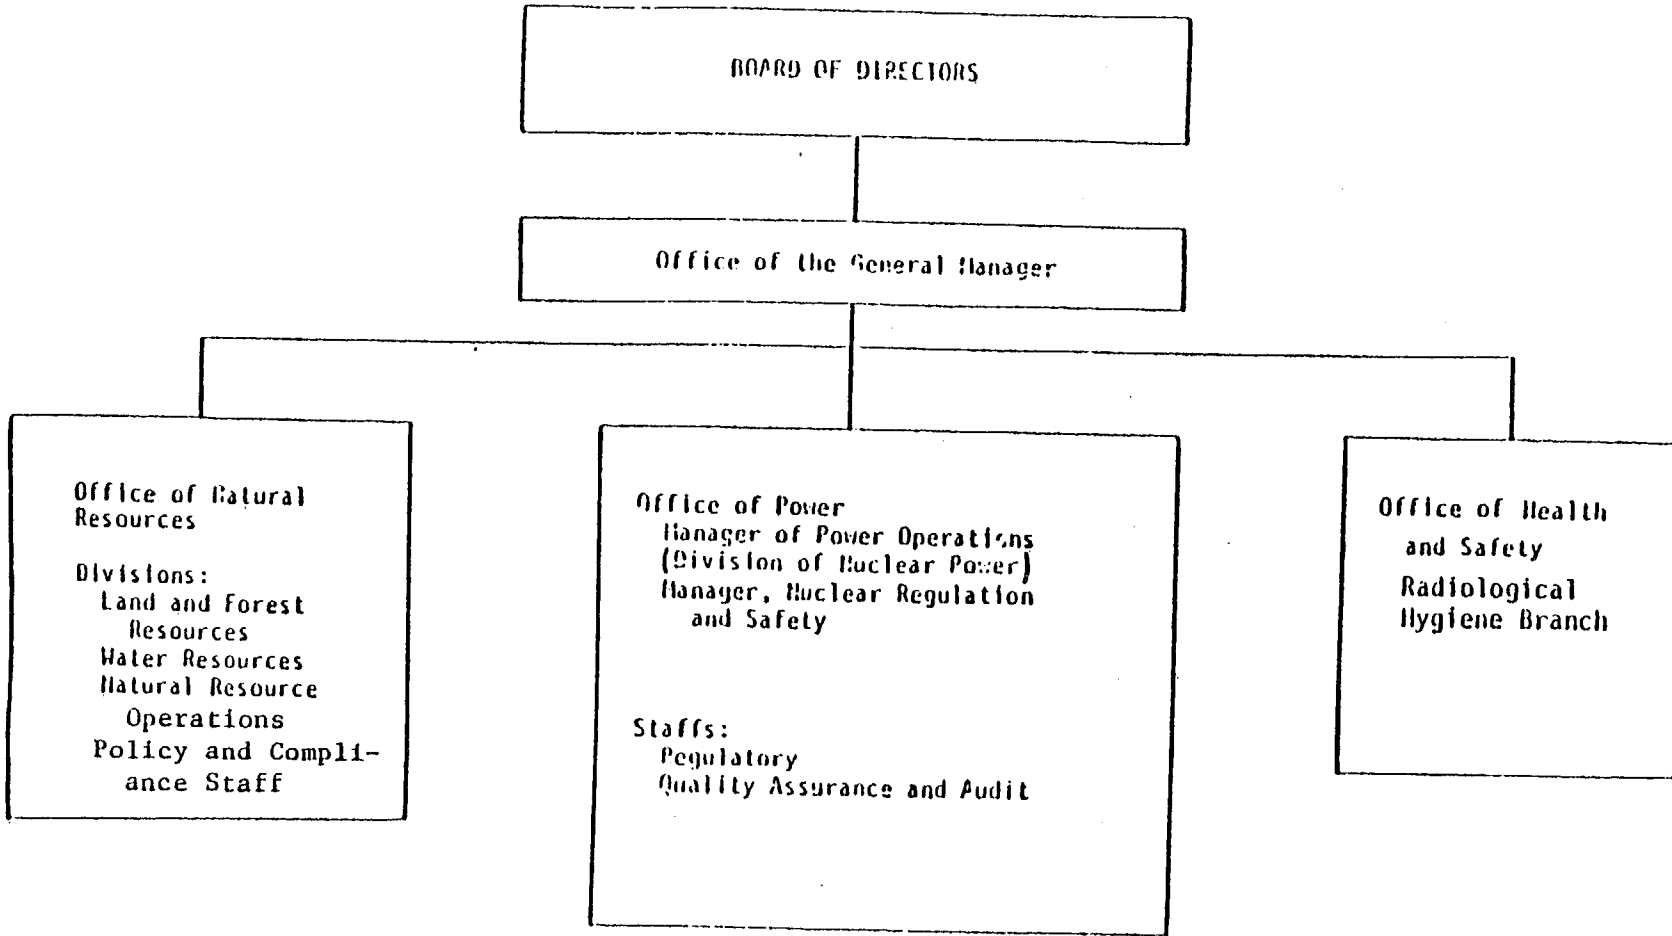 BOARD OF DIRECTORS
Office of the General Manager
Office of Natural
Resources
Divisions:
Land and Forest
Resources
Water Resources
Natural Resource
Operations
Policy and Compli-
ance Staff
Office of Power
Manager of Power Operations
(Division of Nuclear Power)
Manager, Nuclear Regulation
and Safety
Staffs:
Regulatory
Quality Assurance and Audit
Office of Health
and Safety
Radiological
Hygiene Branch